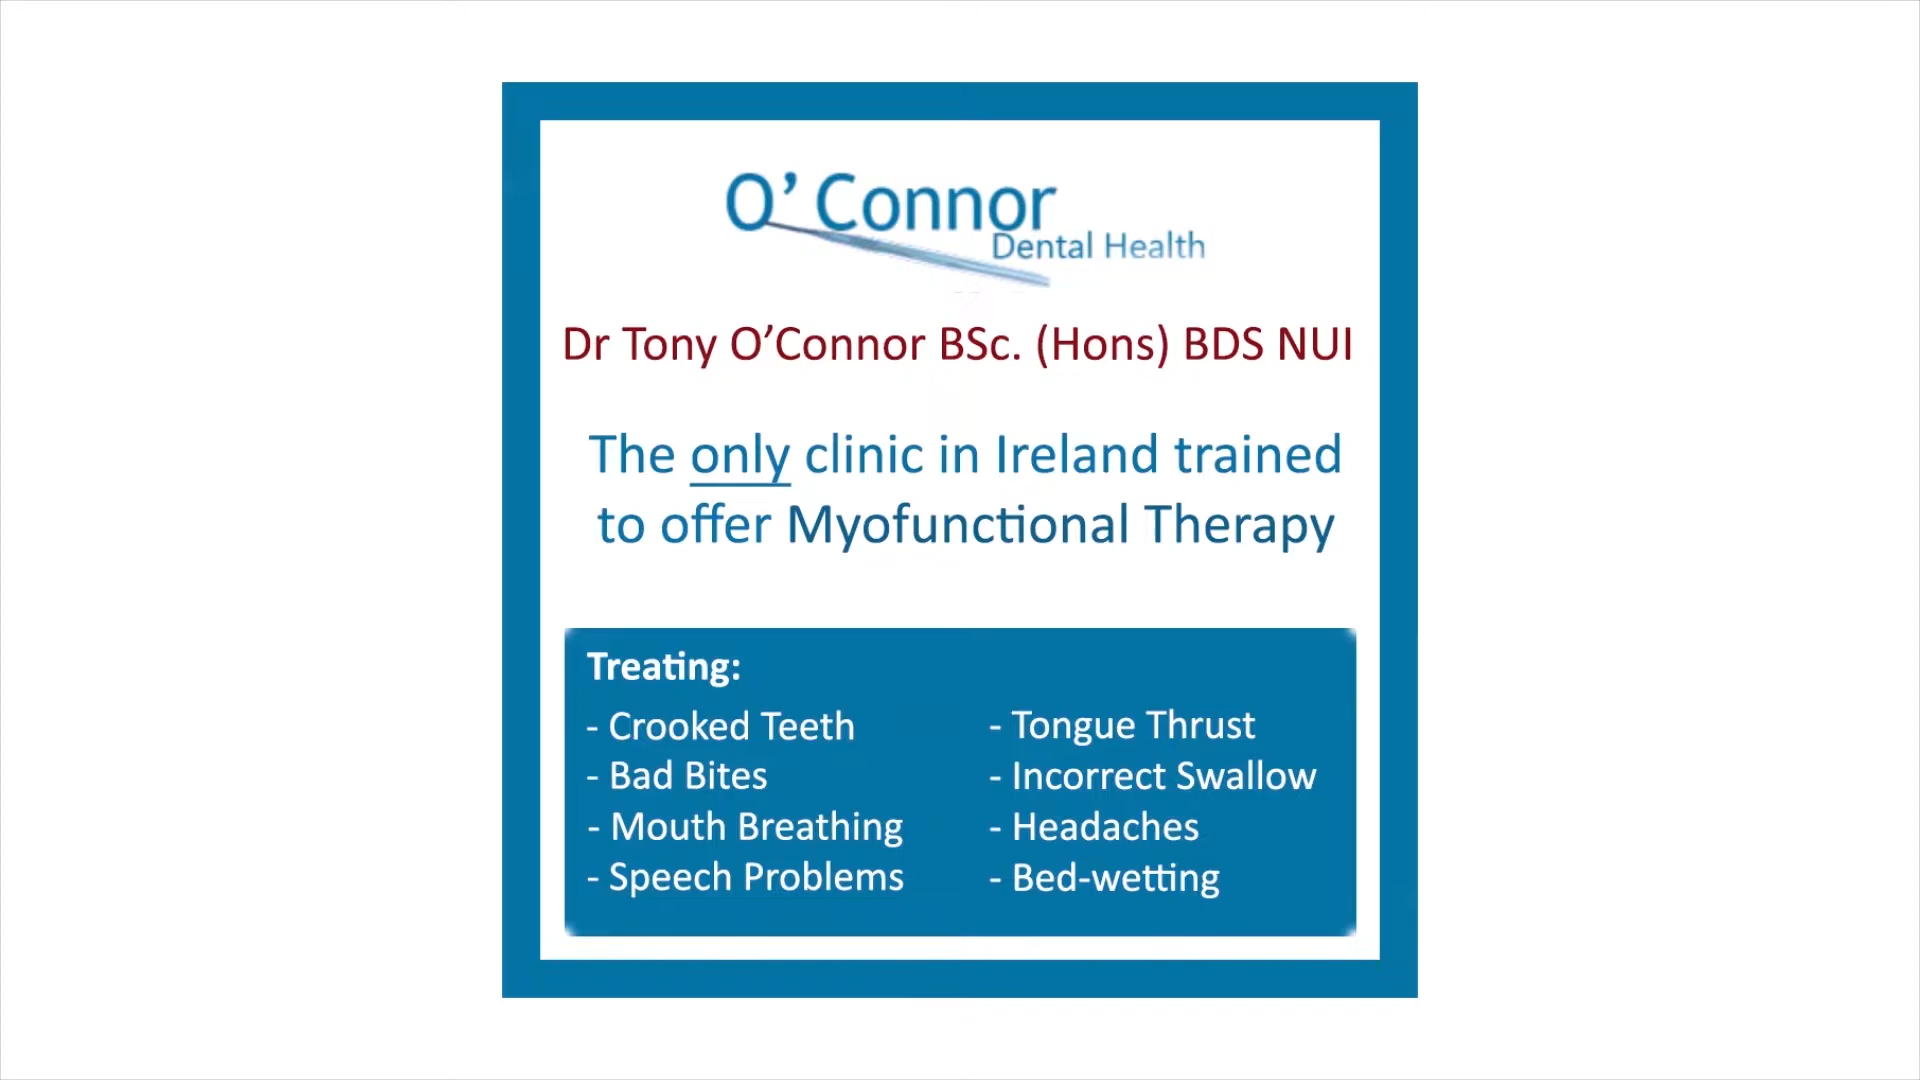 O' Connor
Dental Health
Dr Tony O’Connor BSc. (Hons) BDS NUI
The only clinic in Ireland trained
to offer Myofunctional Therapy
Treating:
- Crooked Teeth
- Bad Bites
- Mouth Breathing
- Speech Problems
- Tongue Thrust
- Incorrect Swallow
- Headaches
- Bed-wetting